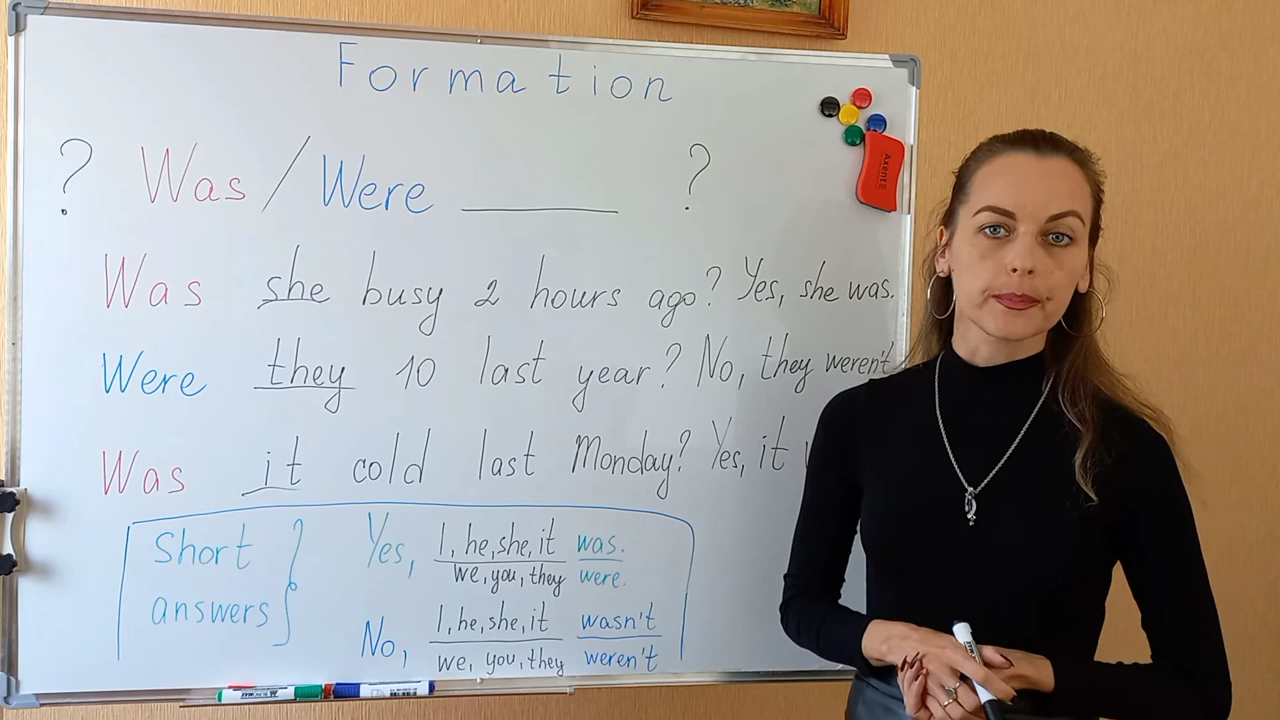 Formation
? Was / Were ______ ?
Was she busy 2 hours ago? Yes, she was.
Were they 10 last year? No, they weren't
Was it cold last Monday? Yes, it
Short answers
Yes, I, he, she, it was.
we, you, they were.
No, I, he, she, it wasn't
we, you, they weren't
Axent